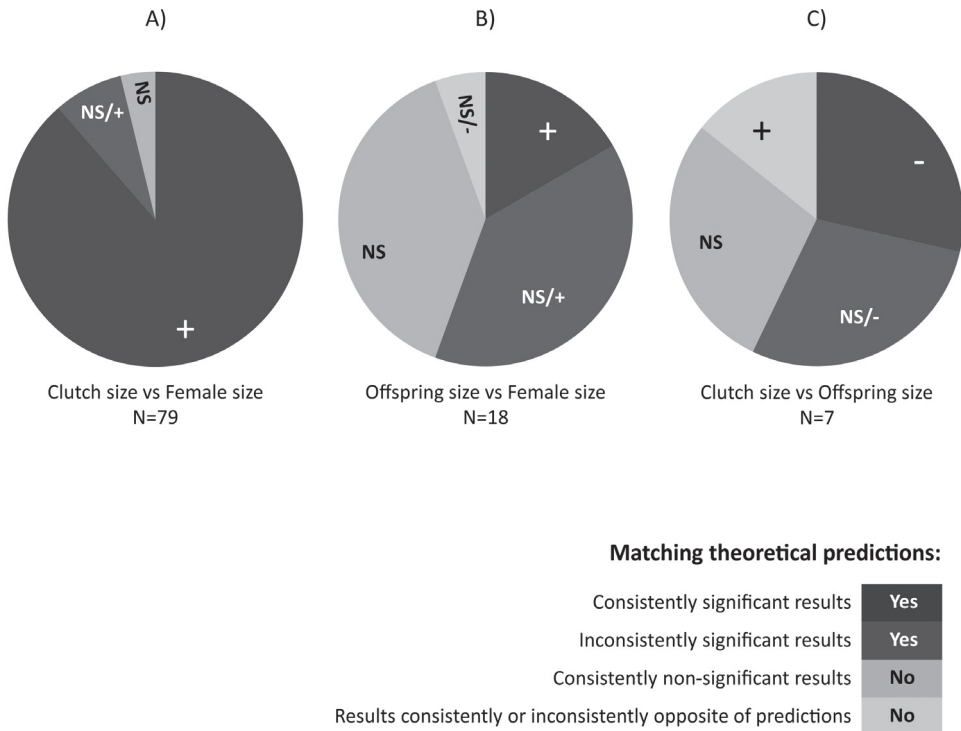 A)
B)
C)
NS/+
NS
+
Clutch size vs Female size
N=79
NS/-
+
NS
NS/+
Offspring size vs Female size
N=18
+
-
NS
NS/-
Clutch size vs Offspring size
N=7
Matching theoretical predictions:
Consistently significant results Yes
Inconsistently significant results Yes
Consistently non-significant results No
Results consistently or inconsistently opposite of predictions No